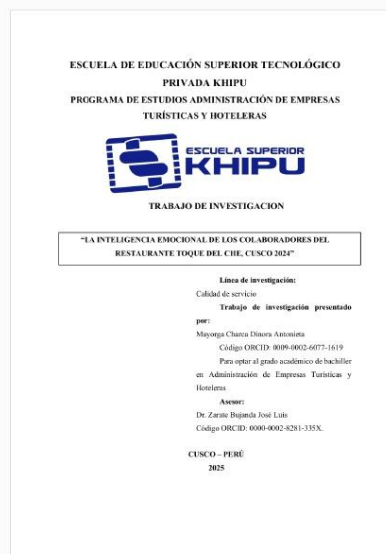 ESCUELA DE EDUCACIÓN SUPERIOR TECNOLÓGICO
PRIVADA KHIPU
PROGRAMA DE ESTUDIOS ADMINISTRACIÓN DE EMPRESAS
TURÍSTICAS Y HOTELERAS
ESCUELA SUPERIOR
KHIPU
TRABAJO DE INVESTIGACION
“LA INTELIGENCIA EMOCIONAL DE LOS COLABORADORES DEL
RESTAURANTE TOQUE DEL CHE, CUSCO 2024”
Línea de investigación:
Calidad de servicio
Trabajo de investigación presentado
por:
Mayorga Charca Dinora Antonieta
Código ORCID: 0009-0002-6077-1619
Para optar al grado académico de bachiller
en Administración de Empresas Turísticas y
Hoteleras
Asesor:
Dr. Zarate Bujanda José Luis
Código ORCID: 0000-0002-8281-335X.
CUSCO – PERÚ
2025